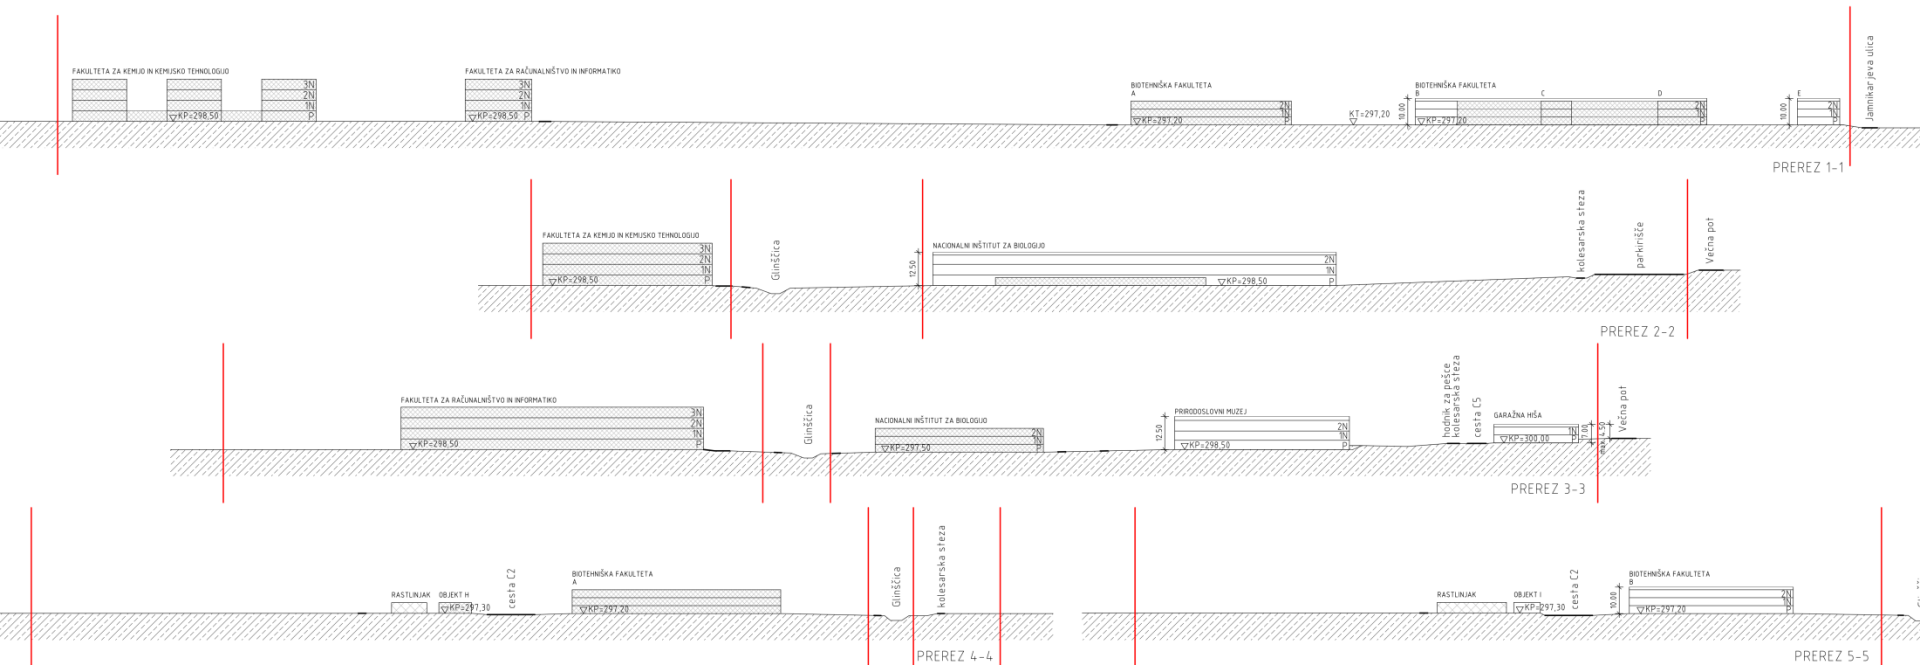 FAKULTETA ZA KEMIJO IN KEMIJSKO TEHNOLOGIJO
3N
2N
1N
P
KP=298,50
FAKULTETA ZA RAČUNALNIŠTVO IN INFORMATIKO
3N
2N
1N
P
KP=298,50
BIOTEHNIŠKA FAKULTETA
A
2N
1N
P
KP=297,20
KT=297,20
10.00
BIOTEHNIŠKA FAKULTETA
B
C
D
2N
1N
P
KP=297,20
10.00
E
2N
1N
P
Jamnikarjeva ulica
PREREZ 1-1
FAKULTETA ZA KEMIJO IN KEMIJSKO TEHNOLOGIJO
3N
2N
1N
P
KP=298,50
Glinščica
12.50
NACIONALNI INŠTITUT ZA BIOLOGIJO
2N
1N
P
KP=298,50
kolesarska steza
parkirišče
Večna pot
PREREZ 2-2
FAKULTETA ZA RAČUNALNIŠTVO IN INFORMATIKO
3N
2N
1N
P
KP=298,50
Glinščica
NACIONALNI INŠTITUT ZA BIOLOGIJO
2N
1N
P
KP=297,50
12.50
PRIRODOSLOVNI MUZEJ
2N
1N
P
KP=298,50
hodnik za pešce
kolesarska steza
cesta C5
GARAŽNA HIŠA
1N
P
KP=300,00
7.00
max. 4.50
Večna pot
PREREZ 3-3
RASTLINJAK
OBJEKT H
KP=297,30
cesta C2
BIOTEHNIŠKA FAKULTETA
A
KP=297,20
Glinščica
kolesarska steza
PREREZ 4-4
RASTLINJAK
OBJEKT I
KP=297,30
cesta C2
10.00
BIOTEHNIŠKA FAKULTETA
B
2N
1N
P
KP=297,20
PREREZ 5-5